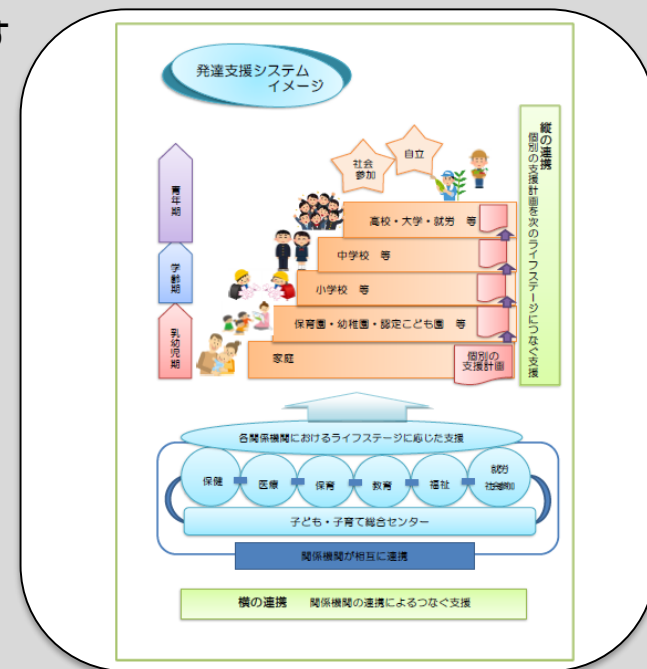 す
発達支援システム
イメージ
縦の連携
個別の支援計画を次のライフステージにつなぐ支援
社会
参加
自立
青年期
学齢期
乳幼児期
高校・大学・就労　等
中学校　等
小学校　等
保育園・幼稚園・認定こども園　等
家庭
個別の
支援計画
各関係機関におけるライフステージに応じた支援
保健
医療
保育
教育
福祉
就労
社会参加
子ども・子育て総合センター
関係機関が相互に連携
横の連携　関係機関の連携によるつなぐ支援